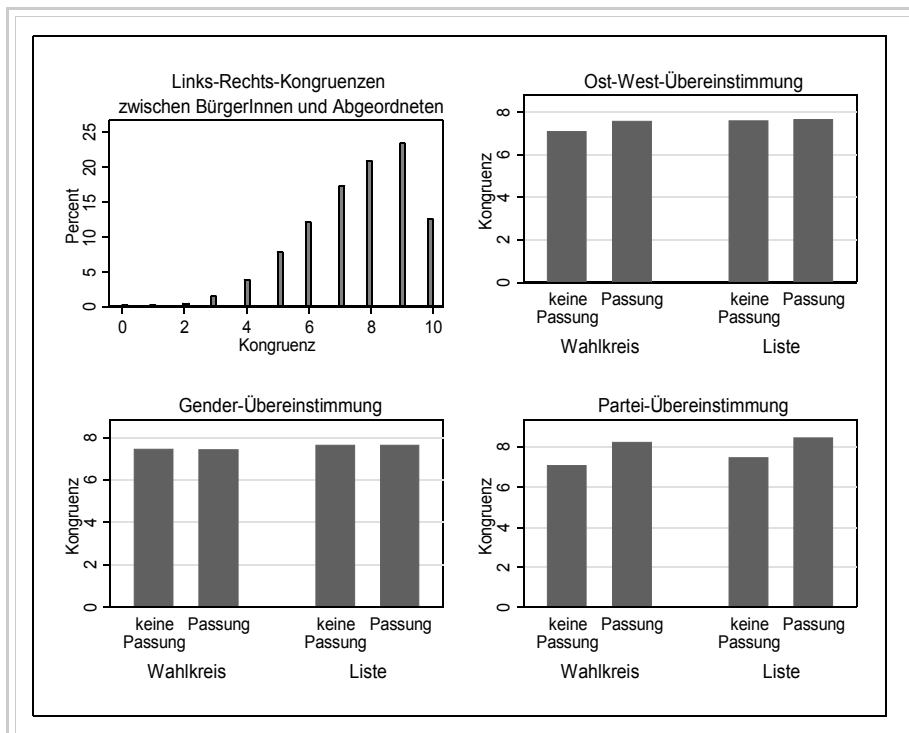 Links-Rechts-Kongruenzen
zwischen BürgerInnen und Abgeordneten
Percent
25
20
15
10
5
0
0 2 4 6 8 10
Kongruenz
Ost-West-Übereinstimmung
Kongruenz
8
6
4
2
0
keine Passung keine Passung
Passung Passung
Wahlkreis Liste
Gender-Übereinstimmung
Kongruenz
8
6
4
2
0
keine Passung keine Passung
Passung Passung
Wahlkreis Liste
Partei-Übereinstimmung
Kongruenz
8
6
4
2
0
keine Passung keine Passung
Passung Passung
Wahlkreis Liste